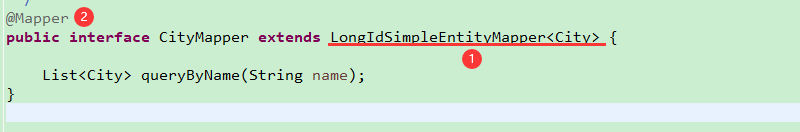 */
@Mapper 2
public interface CityMapper extends LongIdSimpleEntityMapper<City> {
1
List<City> queryByName(String name);
}